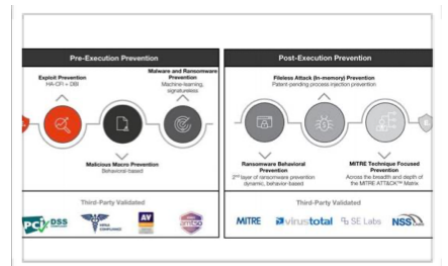 Pre-Execution Prevention
Exploit Prevention
HA-CFI + DBI
Malware and Ransomware
Prevention
Machine-learning,
signatureless
Malicious Macro Prevention
Behavioral-based
Third-Party Validated
PCI DSS
HIPAA
COMPLIANT
AV
Post-Execution Prevention
Fileless Attack (In-memory) Prevention
Patent-pending process injection prevention
Ransomware Behavioral
Prevention
2nd layer of ransomware prevention
dynamic, behavior-based
MITRE Technique Focused
Prevention
Across the breadth and depth of
the MITRE ATT&CK™ Matrix
Third-Party Validated
MITRE
virustotal
SE Labs
NSS